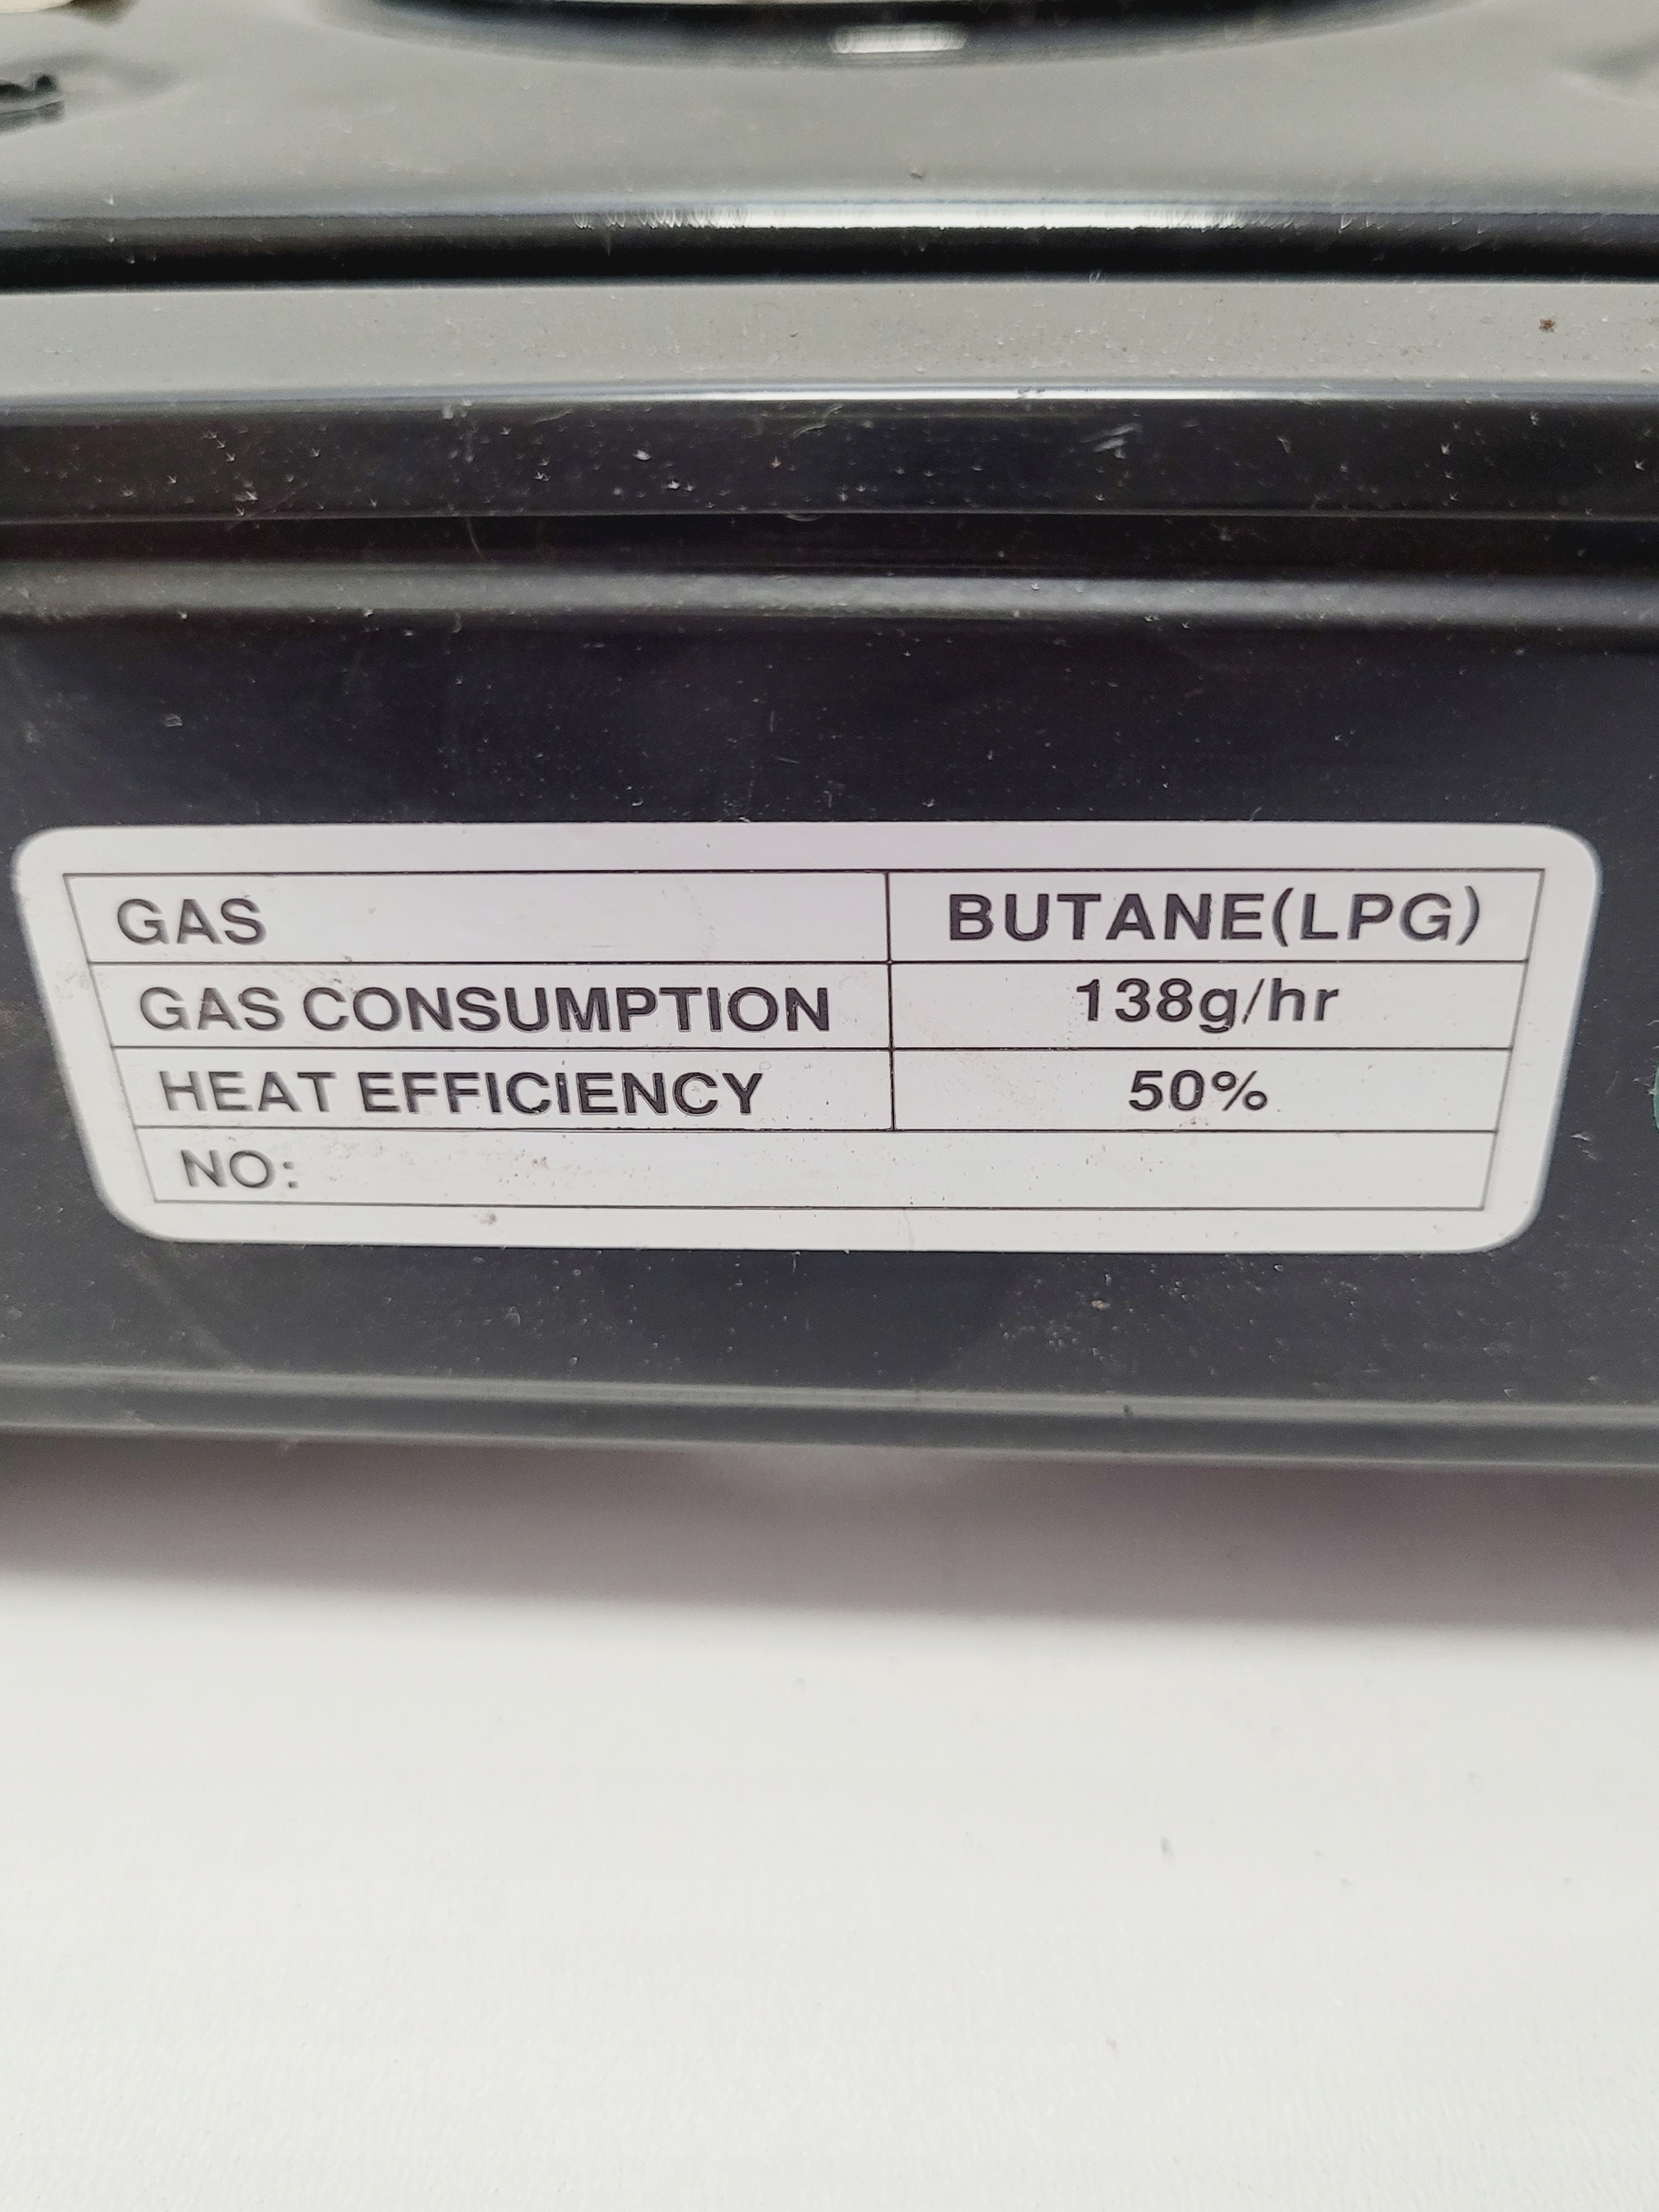 GAS BUTANE(LPG)
GAS CONSUMPTION 138g/hr
HEAT EFFICIENCY 50%
NO: